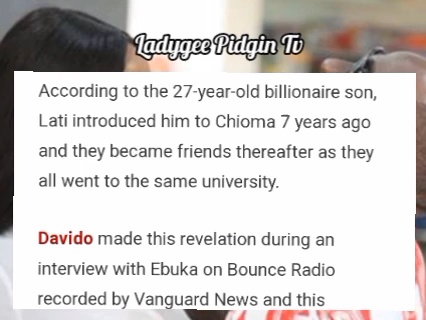 Ladygee Pidgin Tv
According to the 27-year-old billionaire son,
Lati introduced him to Chioma 7 years ago
and they became friends thereafter as they
all went to the same university.
Davido made this revelation during an
interview with Ebuka on Bounce Radio
recorded by Vanguard News and this